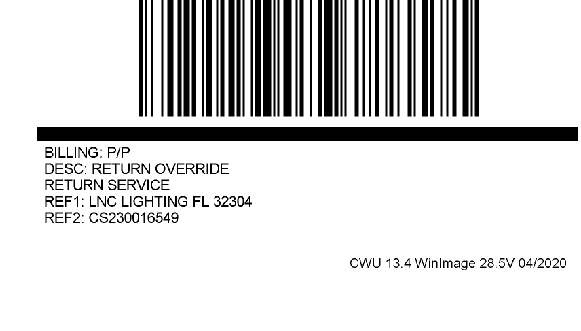 BILLING: P/P
DESC: RETURN OVERRIDE
RETURN SERVICE
REF1: LNC LIGHTING FL 32304
REF2: CS230016549
CWU 13.4 WinImage 28.5V 04/2020